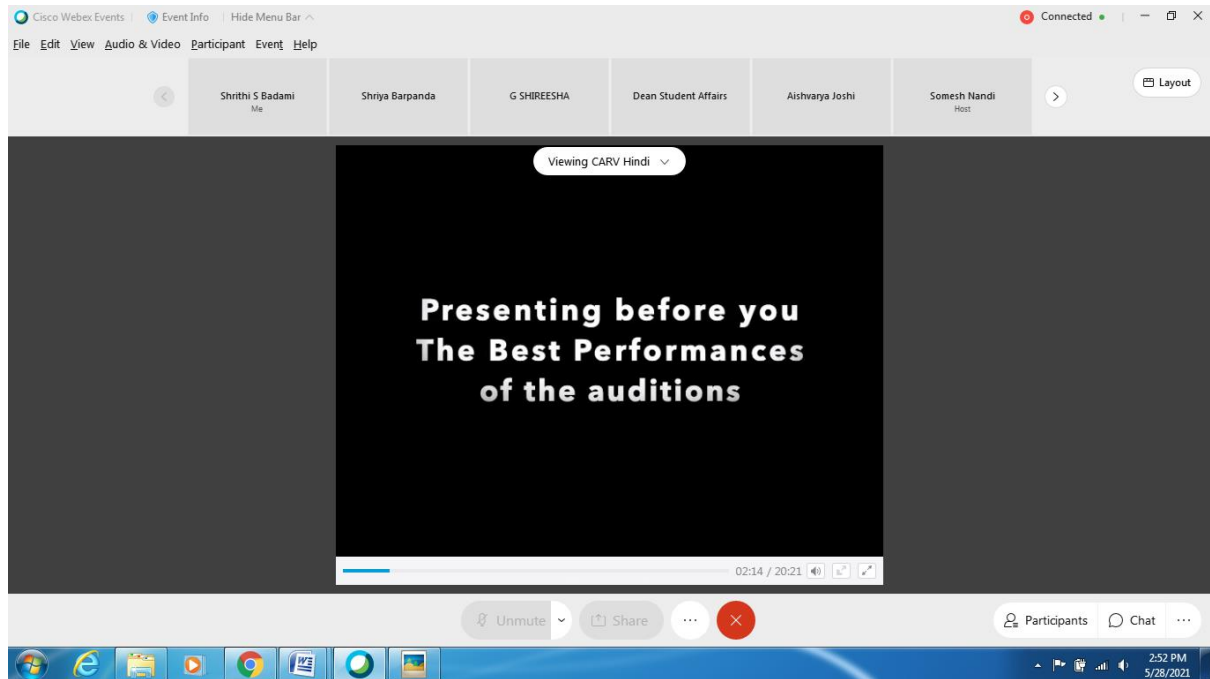 Cisco Webex Events Event Info Hide Menu Bar Connected
File Edit View Audio & Video Participant Event Help
Shrithi S Badami
Me
Shriya Barpanda
G SHIREESHA
Dean Student Affairs
Aishvarya Joshi
Somesh Nandi
Host
Layout
Viewing CARV Hindi
Presenting before you
The Best Performances
of the auditions
02:14 / 20:21
Unmute Share Participants Chat
2:52 PM
5/28/2021